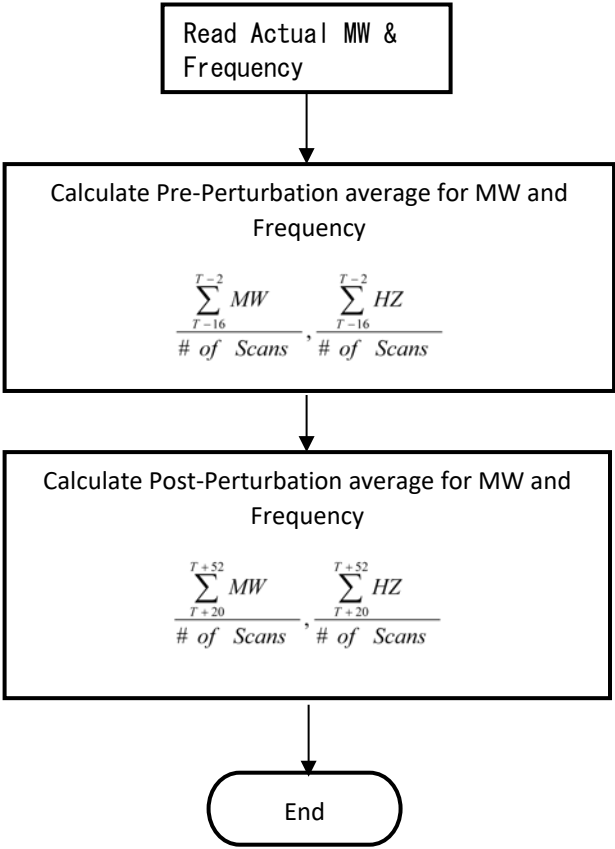 Read Actual MW &
Frequency
Calculate Pre-Perturbation average for MW and
Frequency
T−2 T−2
∑ MW ∑ HZ
T−16 T−16
# of Scans , # of Scans
Calculate Post-Perturbation average for MW and
Frequency
T+52 T+52
∑ MW ∑ HZ
T+20 T+20
# of Scans , # of Scans
End